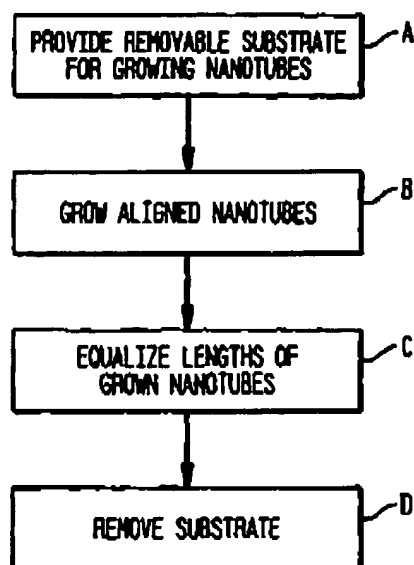 PROVIDE REMOVABLE SUBSTRATE
FOR GROWING NANOTUBES
A
GROW ALIGNED NANOTUBES
B
EQUALIZE LENGTHS OF
GROWN NANOTUBES
C
REMOVE SUBSTRATE
D